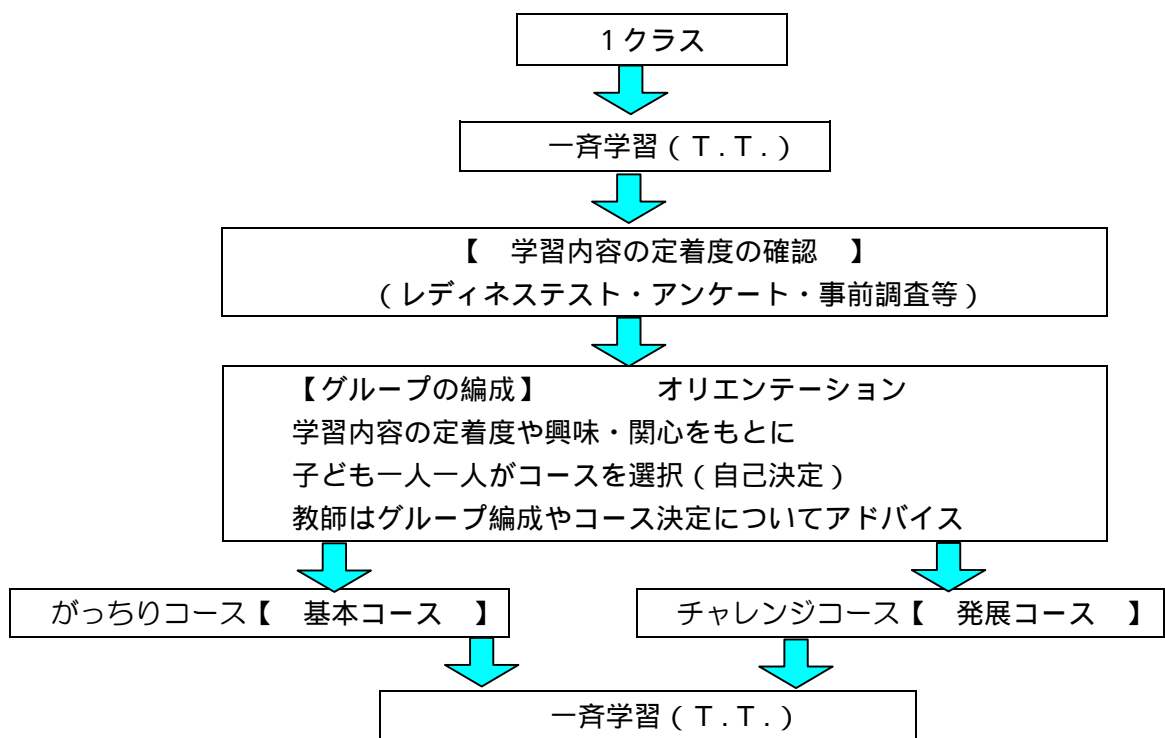 1クラス
一斉学習(T.T.)
【 学習内容の定着度の確認 】
(レディネステスト・アンケート・事前調査等)
【グループの編成】 オリエンテーション
学習内容の定着度や興味・関心をもとに
子ども一人一人がコースを選択(自己決定)
教師はグループ編成やコース決定についてアドバイス
がっちりコース【 基本コース 】
チャレンジコース【 発展コース 】
一斉学習(T.T.)